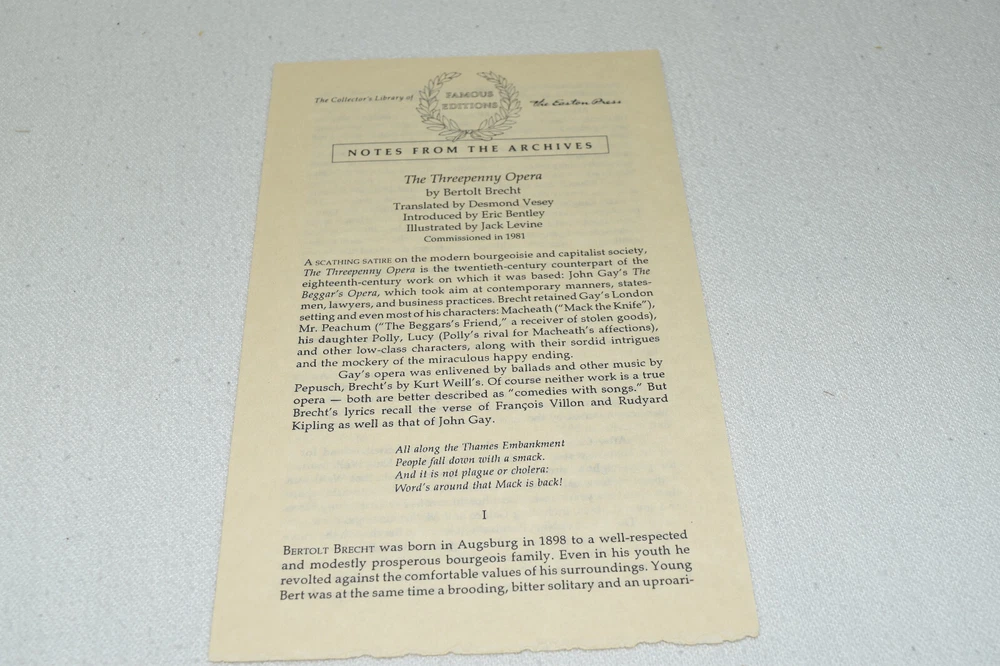 The Collector's Library of
FAMOUS
EDITIONS
The Easton Press
NOTES FROM THE ARCHIVES
The Threepenny Opera
by Bertolt Brecht
Translated by Desmond Vesey
Introduced by Eric Bentley
Illustrated by Jack Levine
Commissioned in 1981
A SCATHING SATIRE on the modern bourgeoisie and capitalist society,
The Threepenny Opera is the twentieth-century counterpart of the
eighteenth-century work on which it was based: John Gay's The
Beggar's Opera, which took aim at contemporary manners, states-
men, lawyers, and business practices. Brecht retained Gay's London
setting and even most of his characters: Macheath ("Mack the Knife"),
Mr. Peachum ("The Beggars's Friend," a receiver of stolen goods),
his daughter Polly, Lucy (Polly's rival for Macheath's affections),
and other low-class characters, along with their sordid intrigues
and the mockery of the miraculous happy ending.
Gay's opera was enlivened by ballads and other music by
Pepusch, Brecht's by Kurt Weill's. Of course neither work is a true
opera — both are better described as "comedies with songs." But
Brecht's lyrics recall the verse of François Villon and Rudyard
Kipling as well as that of John Gay.
All along the Thames Embankment
People fall down with a smack.
And it is not plague or cholera:
Word's around that Mack is back!
I
BERTOLT BRECHT was born in Augsburg in 1898 to a well-respected
and modestly prosperous bourgeois family. Even in his youth he
revolted against the comfortable values of his surroundings. Young
Bert was at the same time a brooding, bitter solitary and an uproari-